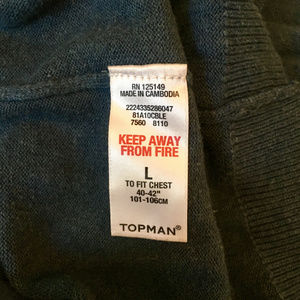 RN 125149
MADE IN CAMBODIA
2224335286047
81A10CBLE
7560 8110
KEEP AWAY
FROM FIRE
L
TO FIT CHEST
40-42"
101-106CM
TOPMAN®